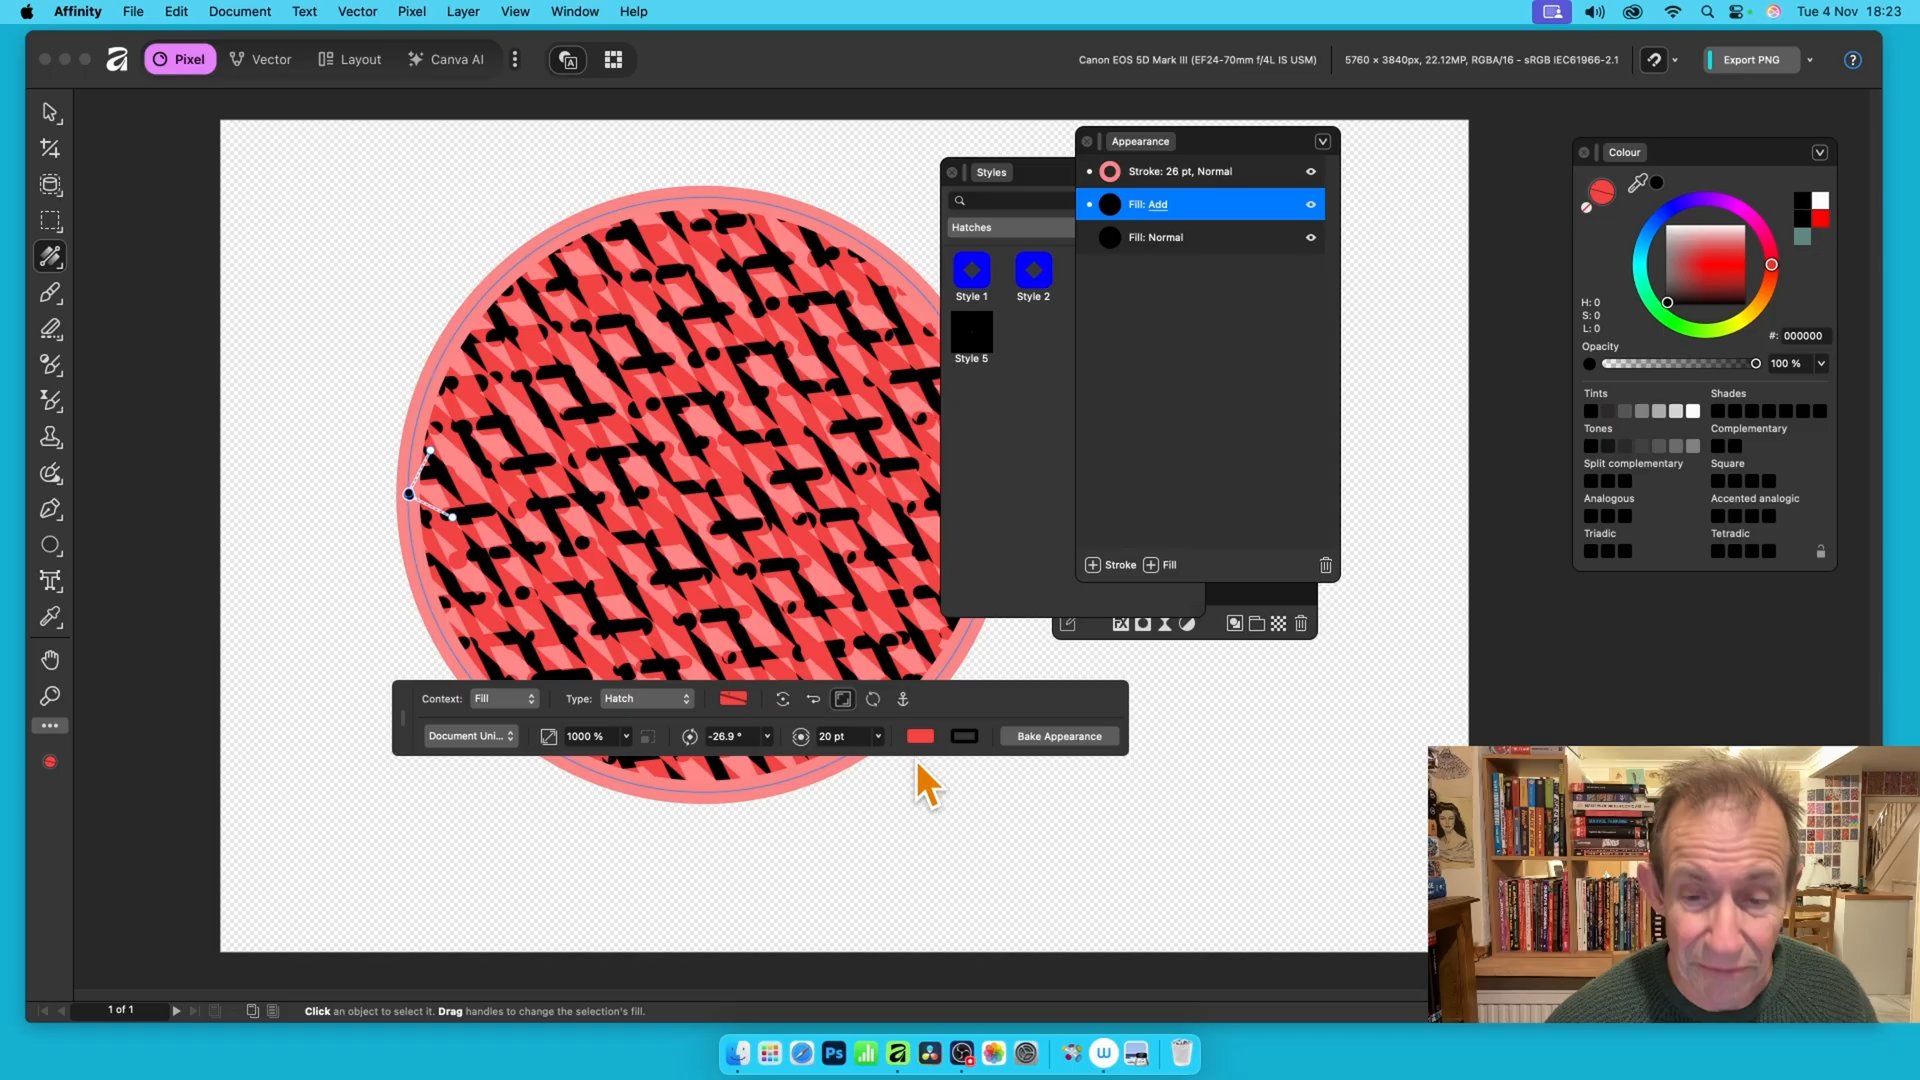 Affinity File Edit Document Text Vector Pixel Layer View Window Help
Tue 4 Nov 18:23
Pixel Vector Layout Canva AI
Canon EOS 5D Mark III (EF24-70mm f/4L IS USM)
5760 × 3840px, 22.12MP, RGBA/16 - sRGB IEC61966-2.1
Export PNG
?
Styles
Hatches
Style 1
Style 2
Style 5
Appearance
Stroke: 26 pt, Normal
Fill: Add
Fill: Normal
Stroke Fill
Colour
H: 0
S: 0
L: 0
#: 000000
Opacity
100 %
Tints
Shades
Tones
Complementary
Split complementary
Square
Analogous
Accented analogic
Triadic
Tetradic
Context: Fill Type: Hatch
Document Uni... 1000 % -26.9 ° 20 pt Bake Appearance
1 of 1
Click an object to select it. Drag handles to change the selection's fill.
Ps